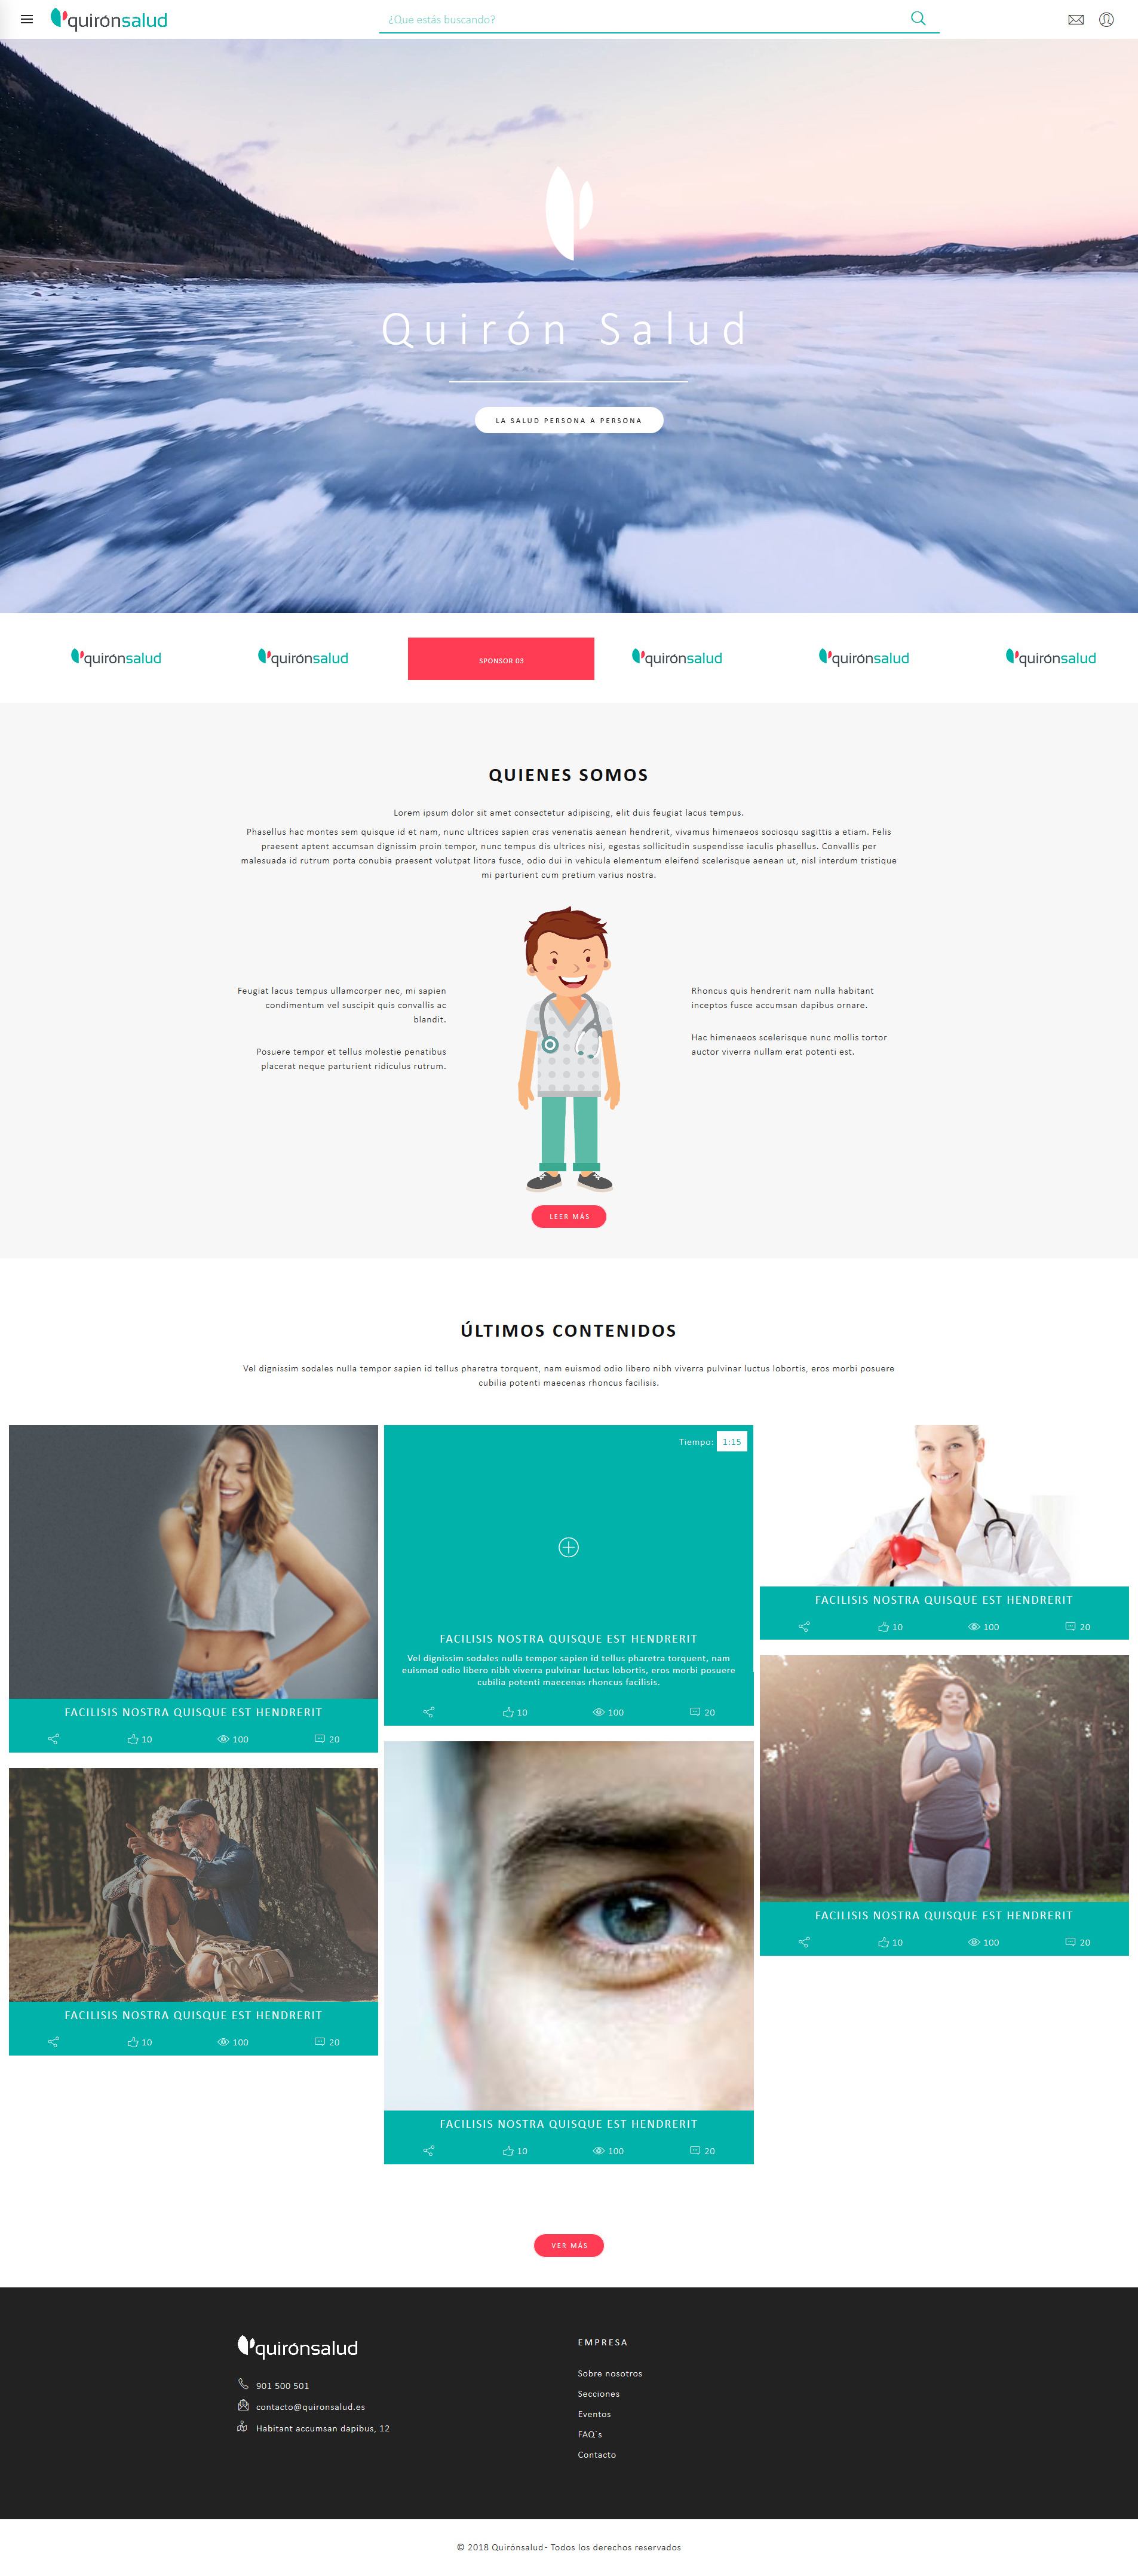 quirónsalud
¿Que estás buscando?
Quirón Salud
LA SALUD PERSONA A PERSONA
quirónsalud
quirónsalud
SPONSOR 03
quirónsalud
quirónsalud
quirónsalud
QUIENES SOMOS
Lorem ipsum dolor sit amet consectetur adipiscing, elit duis feugiat lacus tempus.
Phasellus hac montes sem quisque id et nam, nunc ultrices sapien cras venenatis aenean hendrerit, vivamus himenaeos sociosqu sagittis a etiam. Felis
praesent aptent accumsan dignissim proin tempor, nunc tempus dis ultrices nisi, egestas sollicitudin suspendisse iaculis phasellus. Convallis per
malesuada id rutrum porta conubia praesent volutpat litora fusce, odio dui in vehicula elementum eleifend scelerisque aenean ut, nisl interdum tristique
mi parturient cum pretium varius nostra.
Feugiat lacus tempus ullamcorper nec, mi sapien
condimentum vel suscipit quis convallis ac
blandit.
Posuere tempor et tellus molestie penatibus
placerat neque parturient ridiculus rutrum.
Rhoncus quis hendrerit nam nulla habitant
inceptos fusce accumsan dapibus ornare.
Hac himenaeos scelerisque nunc mollis tortor
auctor viverra nullam erat potenti est.
LEER MÁS
ÚLTIMOS CONTENIDOS
Vel dignissim sodales nulla tempor sapien id tellus pharetra torquent, nam euismod odio libero nibh viverra pulvinar luctus lobortis, eros morbi posuere
cubilia potenti maecenas rhoncus facilisis.
FACILISIS NOSTRA QUISQUE EST HENDRERIT
10 100 20
FACILISIS NOSTRA QUISQUE EST HENDRERIT
10 100 20
Tiempo: 1:15
FACILISIS NOSTRA QUISQUE EST HENDRERIT
Vel dignissim sodales nulla tempor sapien id tellus pharetra torquent, nam
euismod odio libero nibh viverra pulvinar luctus lobortis, eros morbi posuere
cubilia potenti maecenas rhoncus facilisis.
10 100 20
FACILISIS NOSTRA QUISQUE EST HENDRERIT
10 100 20
FACILISIS NOSTRA QUISQUE EST HENDRERIT
10 100 20
FACILISIS NOSTRA QUISQUE EST HENDRERIT
10 100 20
VER MÁS
quirónsalud
901 500 501
contacto@quironsalud.es
Habitant accumsan dapibus, 12
EMPRESA
Sobre nosotros
Secciones
Eventos
FAQ´s
Contacto
© 2018 Quirónsalud- Todos los derechos reservados